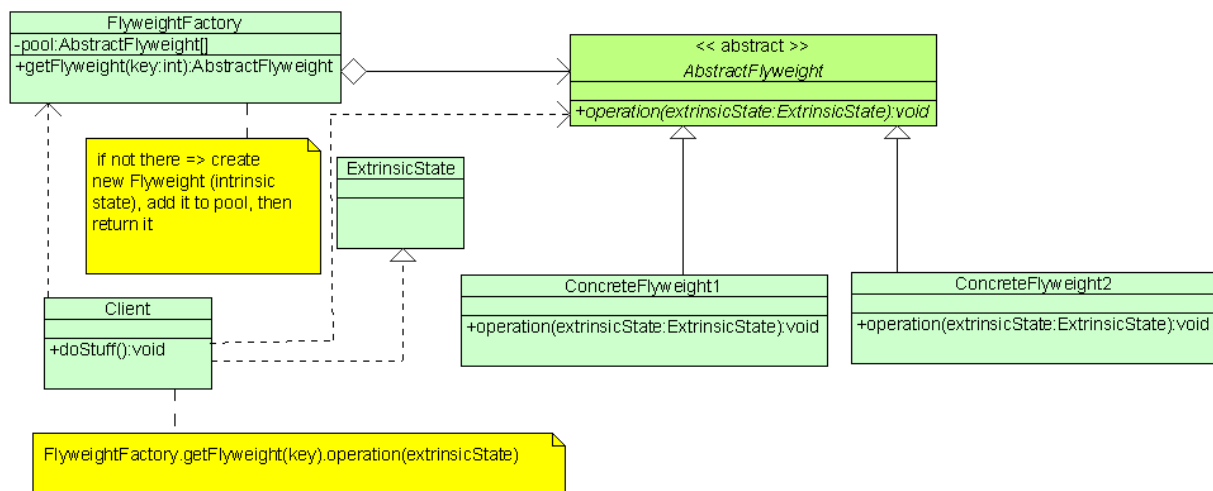 FlyweightFactory
-pool:AbstractFlyweight[]
+getFlyweight(key:int):AbstractFlyweight
<< abstract >>
AbstractFlyweight
+operation(extrinsicState:ExtrinsicState):void
if not there => create
new Flyweight (intrinsic
state), add it to pool, then
return it
ExtrinsicState
Client
+doStuff():void
ConcreteFlyweight1
+operation(extrinsicState:ExtrinsicState):void
ConcreteFlyweight2
+operation(extrinsicState:ExtrinsicState):void
FlyweightFactory.getFlyweight(key).operation(extrinsicState)